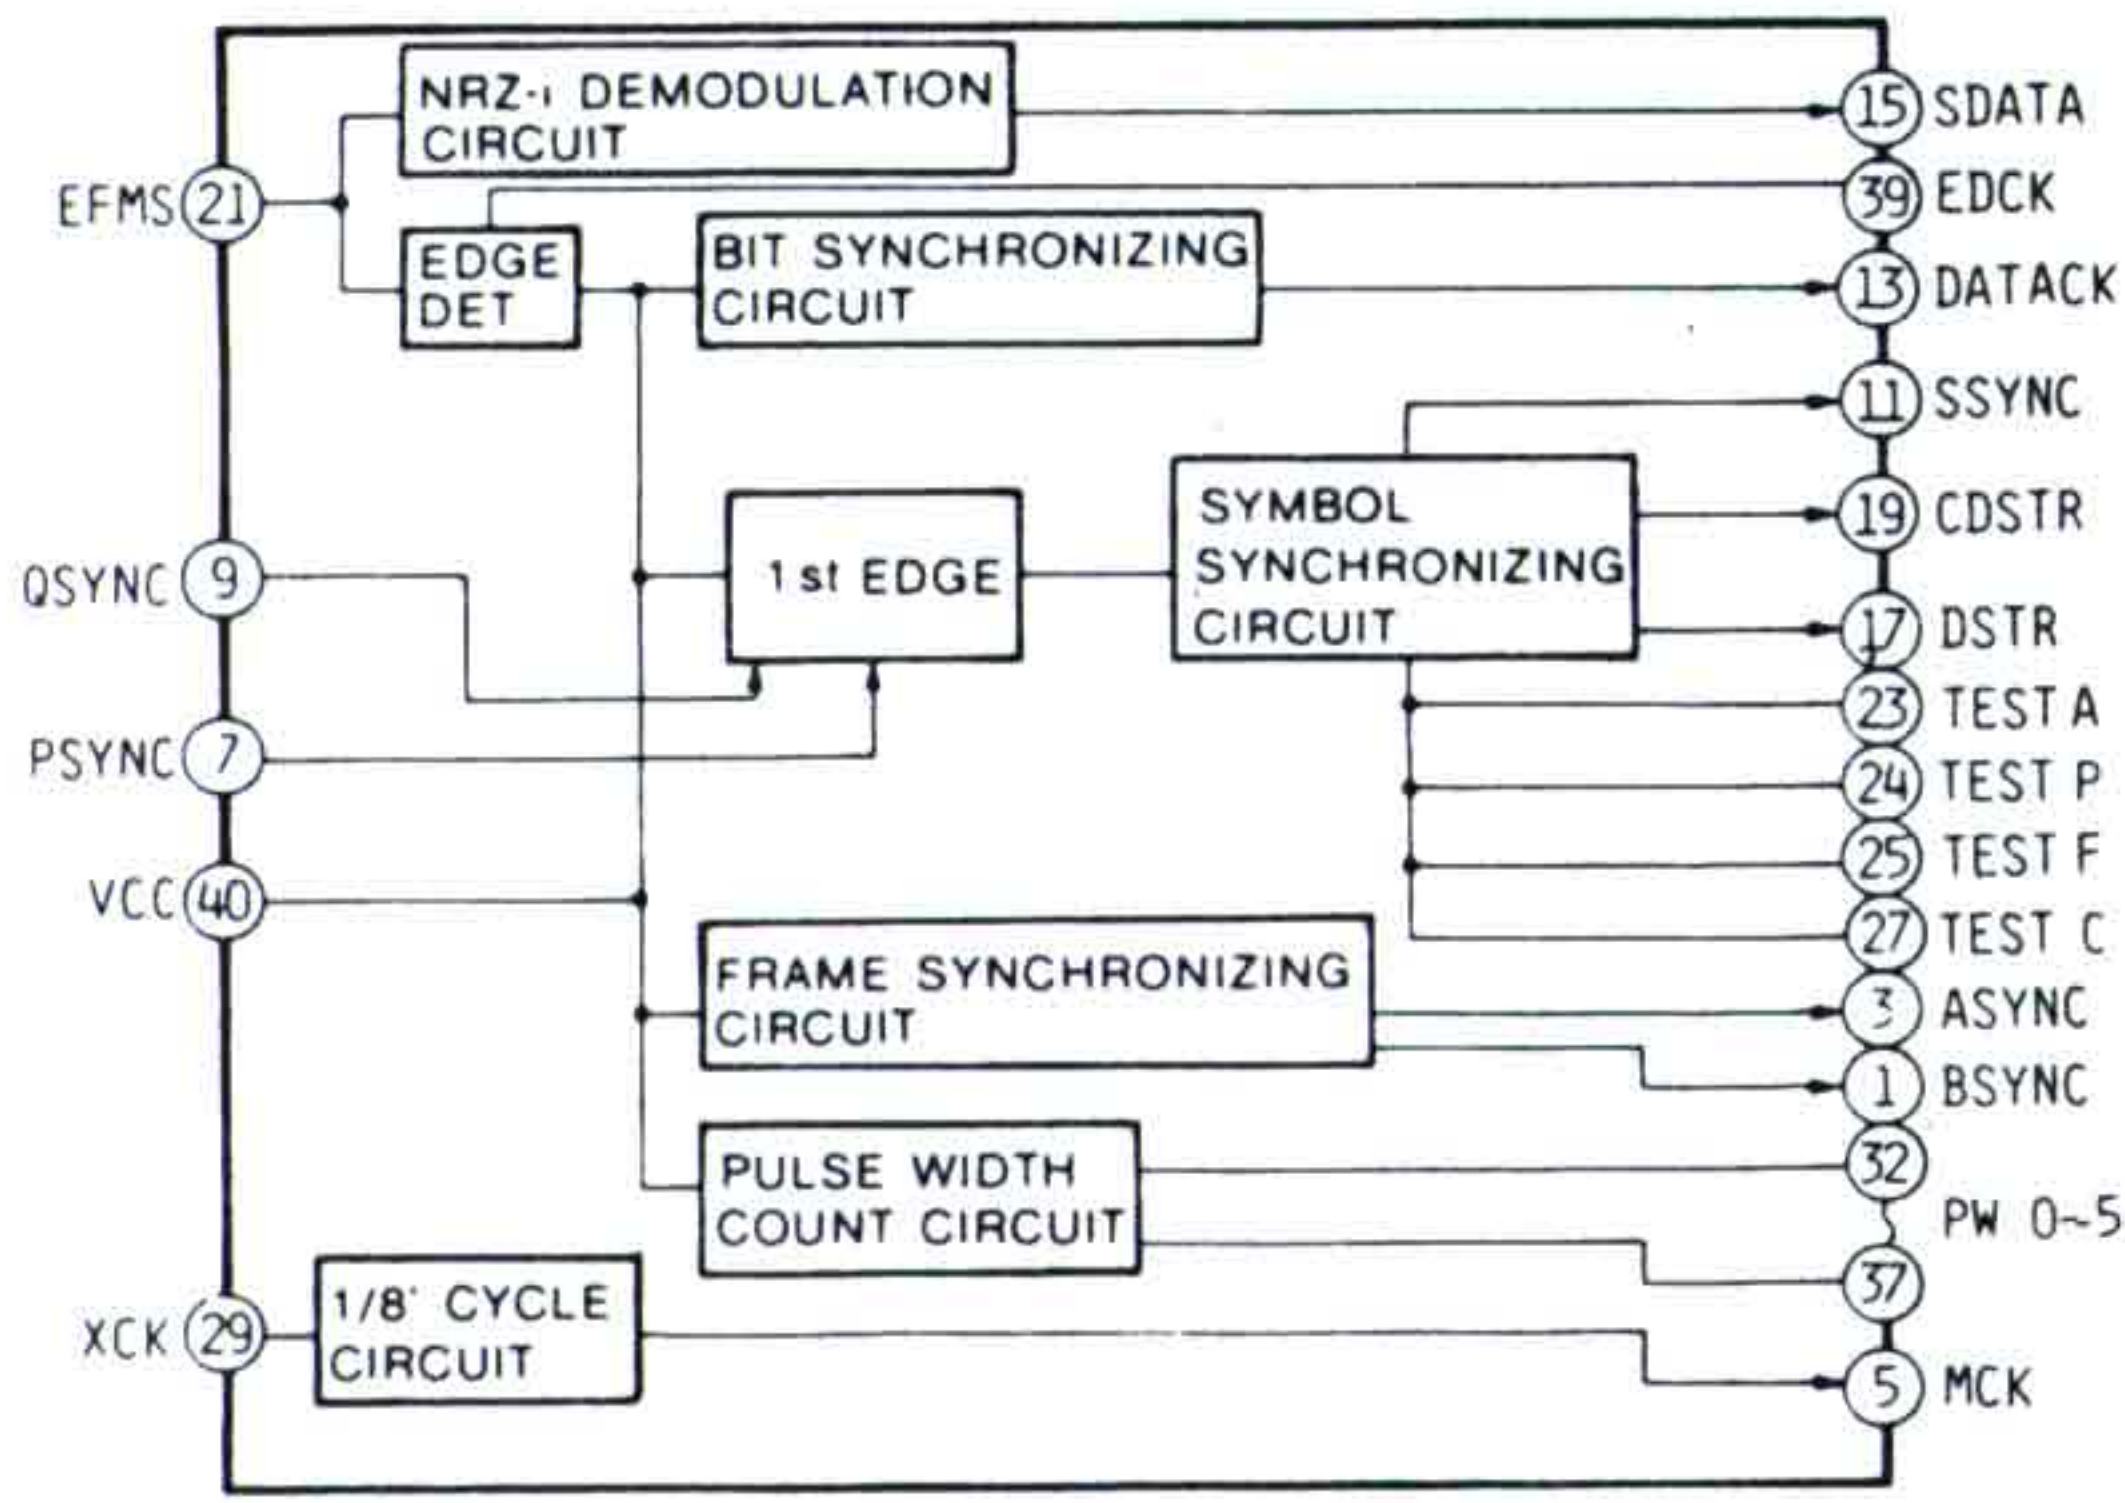 NRZ-i DEMODULATION
CIRCUIT
15 SDATA
EFMS 21
39 EDCK
EDGE
DET
BIT SYNCHRONIZING
CIRCUIT
13 DATACK
11 SSYNC
SYMBOL
SYNCHRONIZING
CIRCUIT
19 CDSTR
QSYNC 9
1st EDGE
17 DSTR
23 TEST A
PSYNC 7
24 TEST P
25 TEST F
VCC 40
27 TEST C
FRAME SYNCHRONIZING
CIRCUIT
3 ASYNC
1 BSYNC
PULSE WIDTH
COUNT CIRCUIT
32
PW 0~5
37
XCK 29
1/8 CYCLE
CIRCUIT
5 MCK